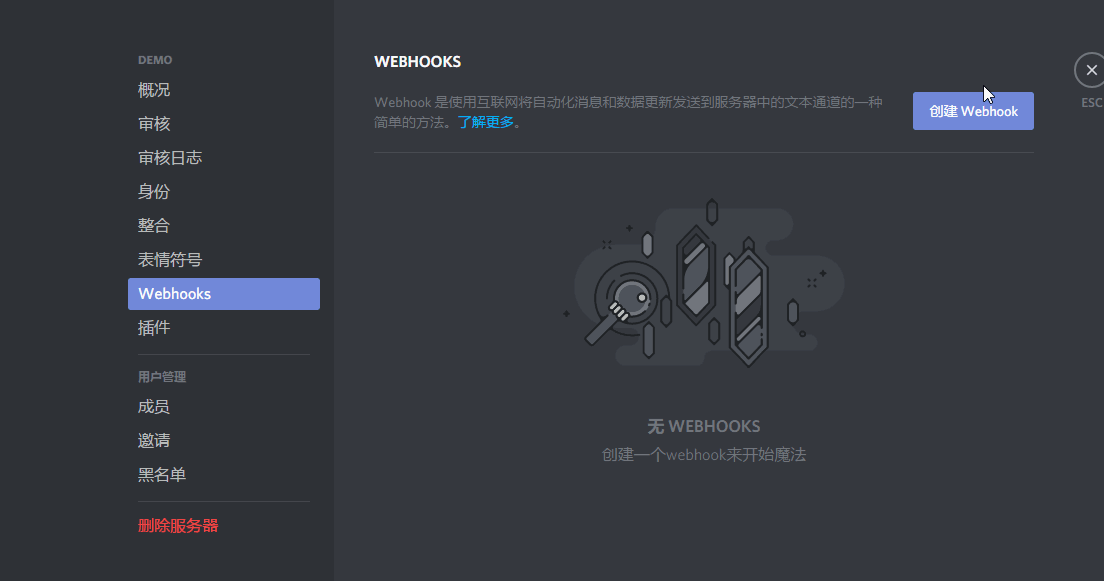 DEMO
概况
审核
审核日志
身份
整合
表情符号
Webhooks
插件
用户管理
成员
邀请
黑名单
删除服务器
WEBHOOKS
Webhook 是使用互联网将自动化消息和数据更新发送到服务器中的文本通道的一种
简单的方法。了解更多。
创建 Webhook
ESC
无 WEBHOOKS
创建一个webhook来开始魔法